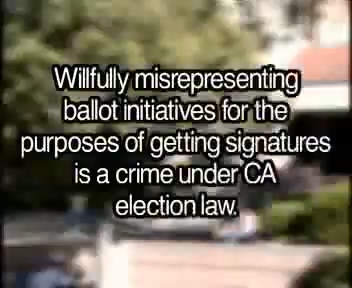 Willfully misrepresenting
ballot initiatives for the
purposes of getting signatures
is a crime under CA
election law.